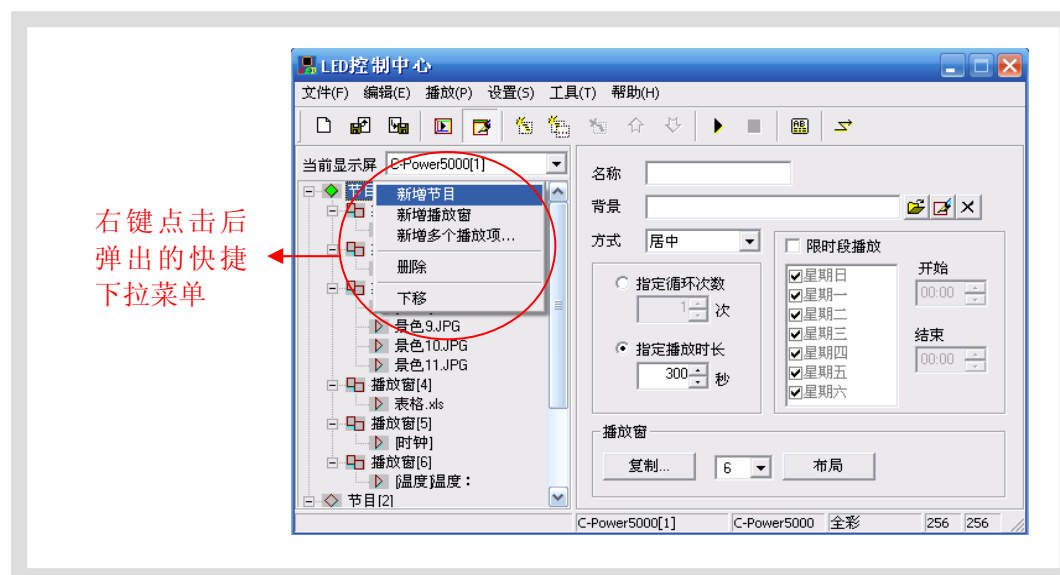 LED控制中心
文件(F) 编辑(E) 播放(P) 设置(S) 工具(T) 帮助(H)
当前显示屏 C-Power5000[1]
节目
新增节目
新增播放窗
新增多个播放项...
删除
下移
景色9.JPG
景色10.JPG
景色11.JPG
播放窗[4]
表格.xls
播放窗[5]
[时钟]
播放窗[6]
[温度]温度：
节目[2]
右键点击后
弹出的快捷
下拉菜单
名称
背景
方式 居中
限时段播放
指定循环次数
1 次
指定播放时长
300 秒
星期日
星期一
星期二
星期三
星期四
星期五
星期六
开始
00:00
结束
00:00
播放窗
复制... 6 布局
C-Power5000[1] C-Power5000 全彩 256 256